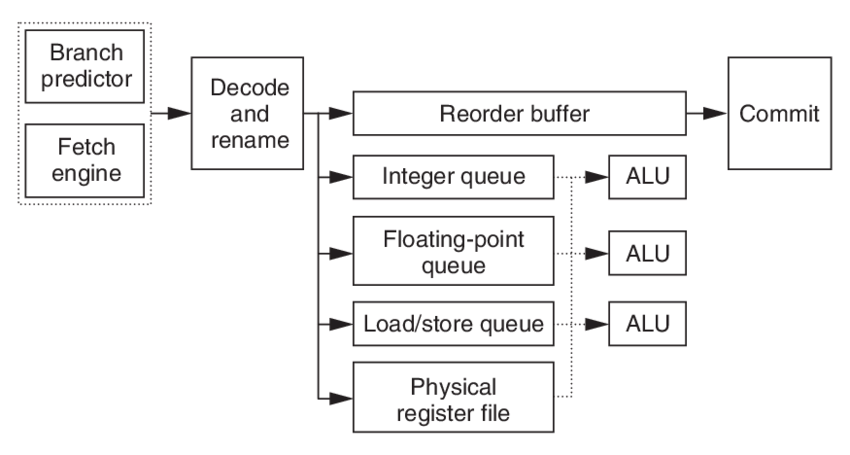 Branch
predictor
Fetch
engine
Decode
and
rename
Reorder buffer
Commit
Integer queue
ALU
Floating-point
queue
ALU
Load/store queue
ALU
Physical
register file